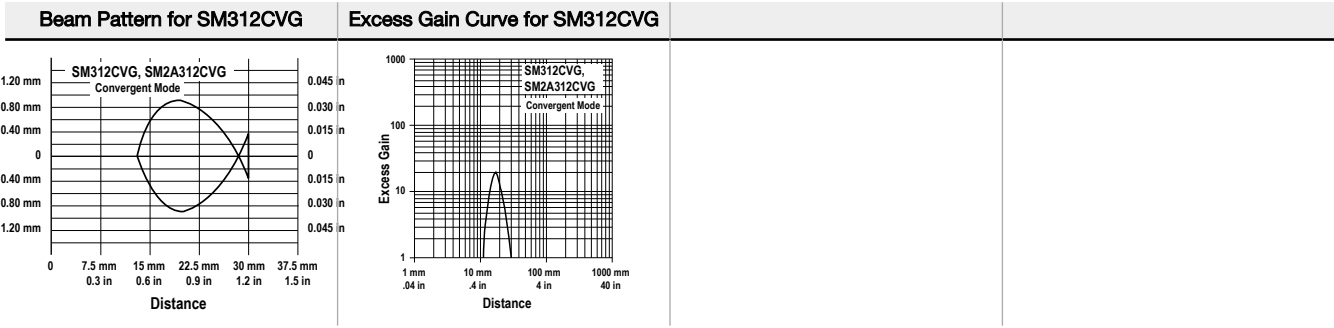 Beam Pattern for SM312CVG
Excess Gain Curve for SM312CVG
SM312CVG, SM2A312CVG
Convergent Mode
1.20 mm
0.80 mm
0.40 mm
0
0.40 mm
0.80 mm
1.20 mm
0.045 in
0.030 in
0.015 in
0
0.015 in
0.030 in
0.045 in
0 7.5 mm 15 mm 22.5 mm 30 mm 37.5 mm
0.3 in 0.6 in 0.9 in 1.2 in 1.5 in
Distance
SM312CVG,
SM2A312CVG
Convergent Mode
Excess Gain
1000
100
10
1
1 mm 10 mm 100 mm 1000 mm
.04 in .4 in 4 in 40 in
Distance